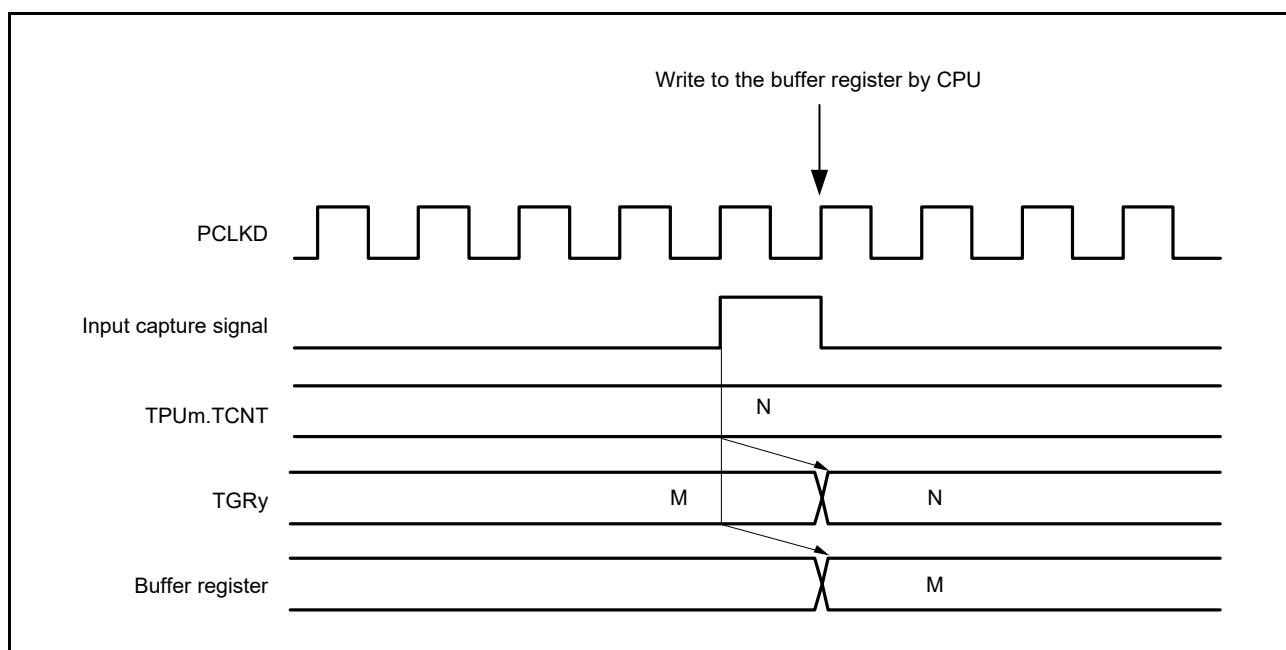 Write to the buffer register by CPU
PCLKD
Input capture signal
TPUm.TCNT
N
TGRy
M
N
Buffer register
M